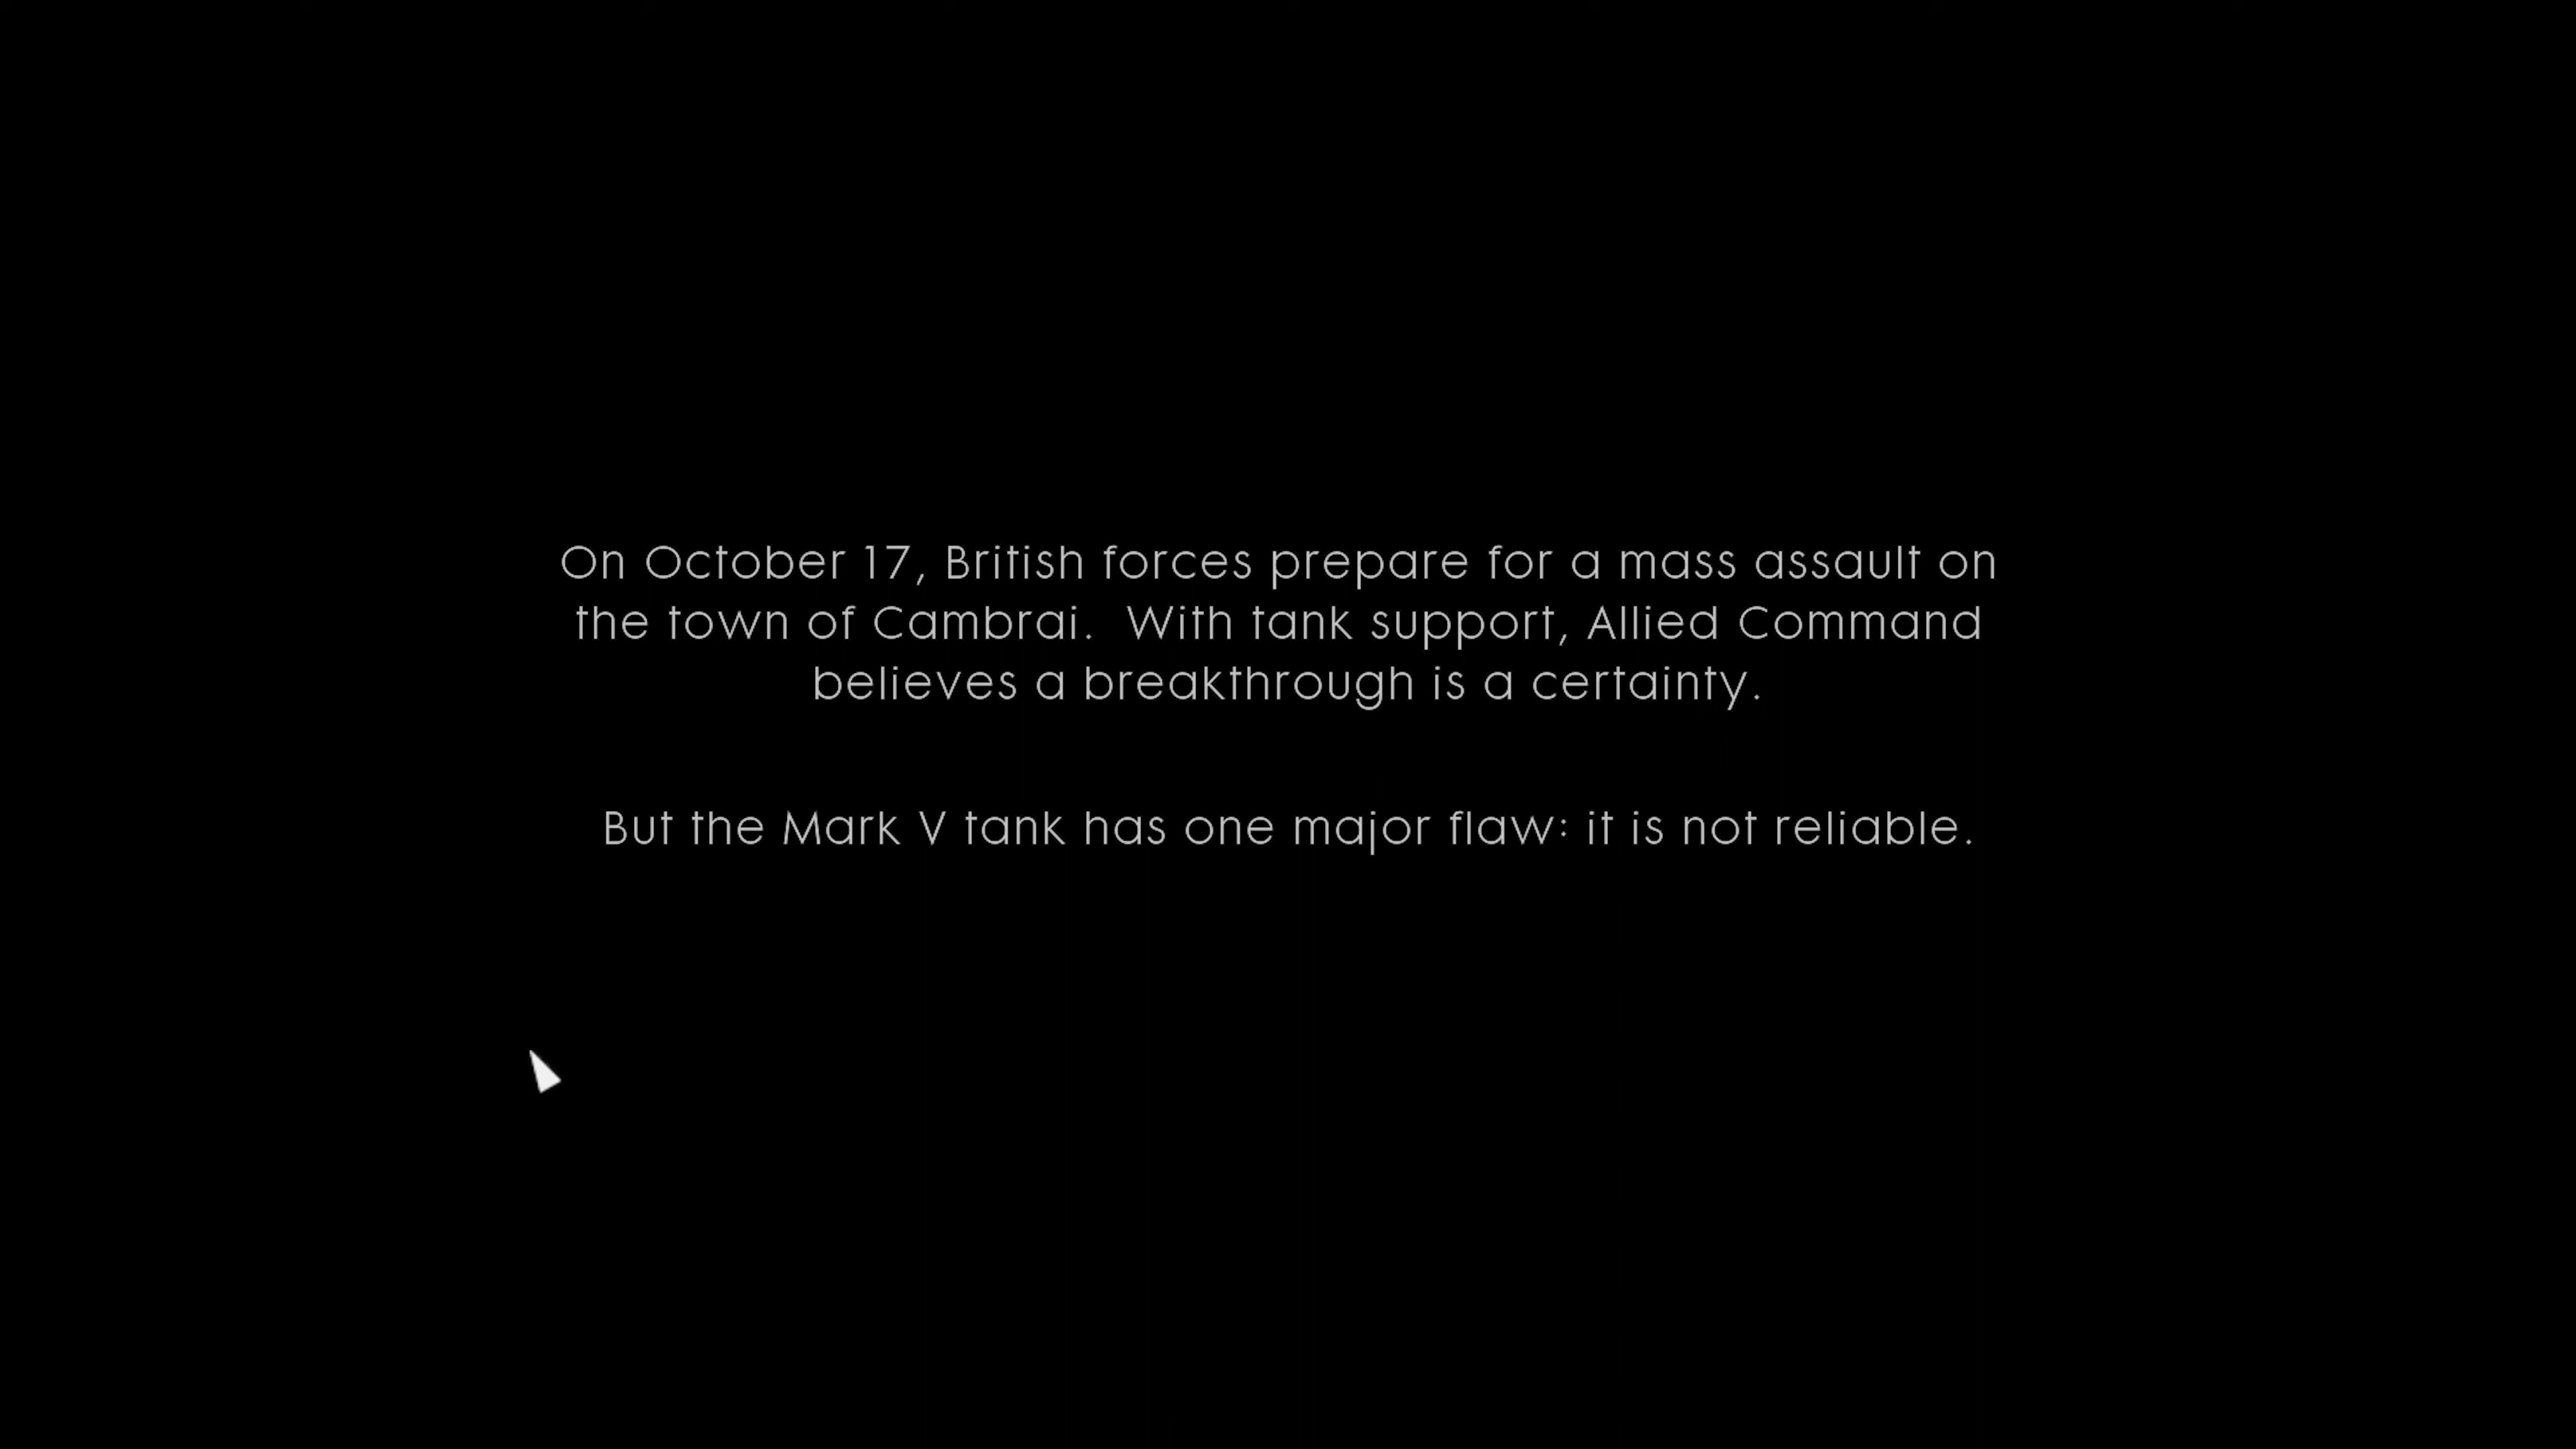 On October 17, British forces prepare for a mass assault on
the town of Cambrai.  With tank support, Allied Command
believes a breakthrough is a certainty.
But the Mark V tank has one major flaw: it is not reliable.